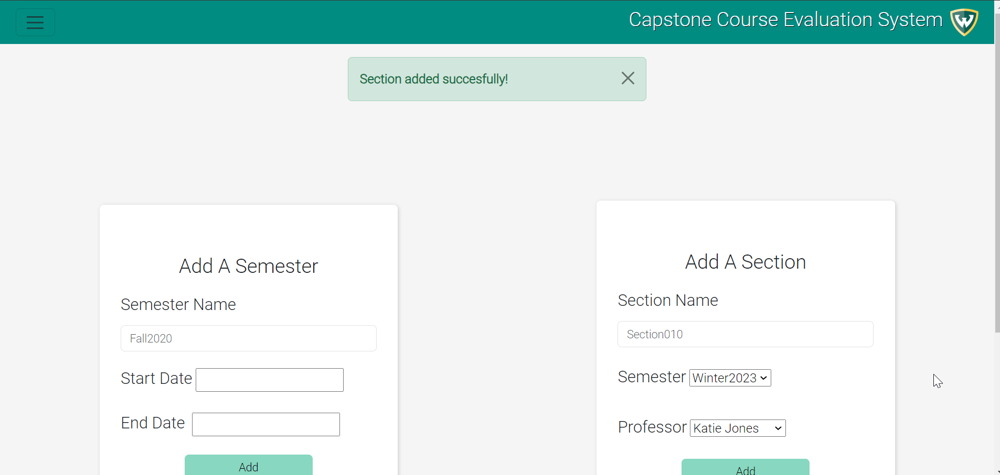 Capstone Course Evaluation System
Section added succesfully!
Add A Semester
Semester Name
Fall2020
Start Date
End Date
Add
Add A Section
Section Name
Section010
Semester Winter2023
Professor Katie Jones
Add